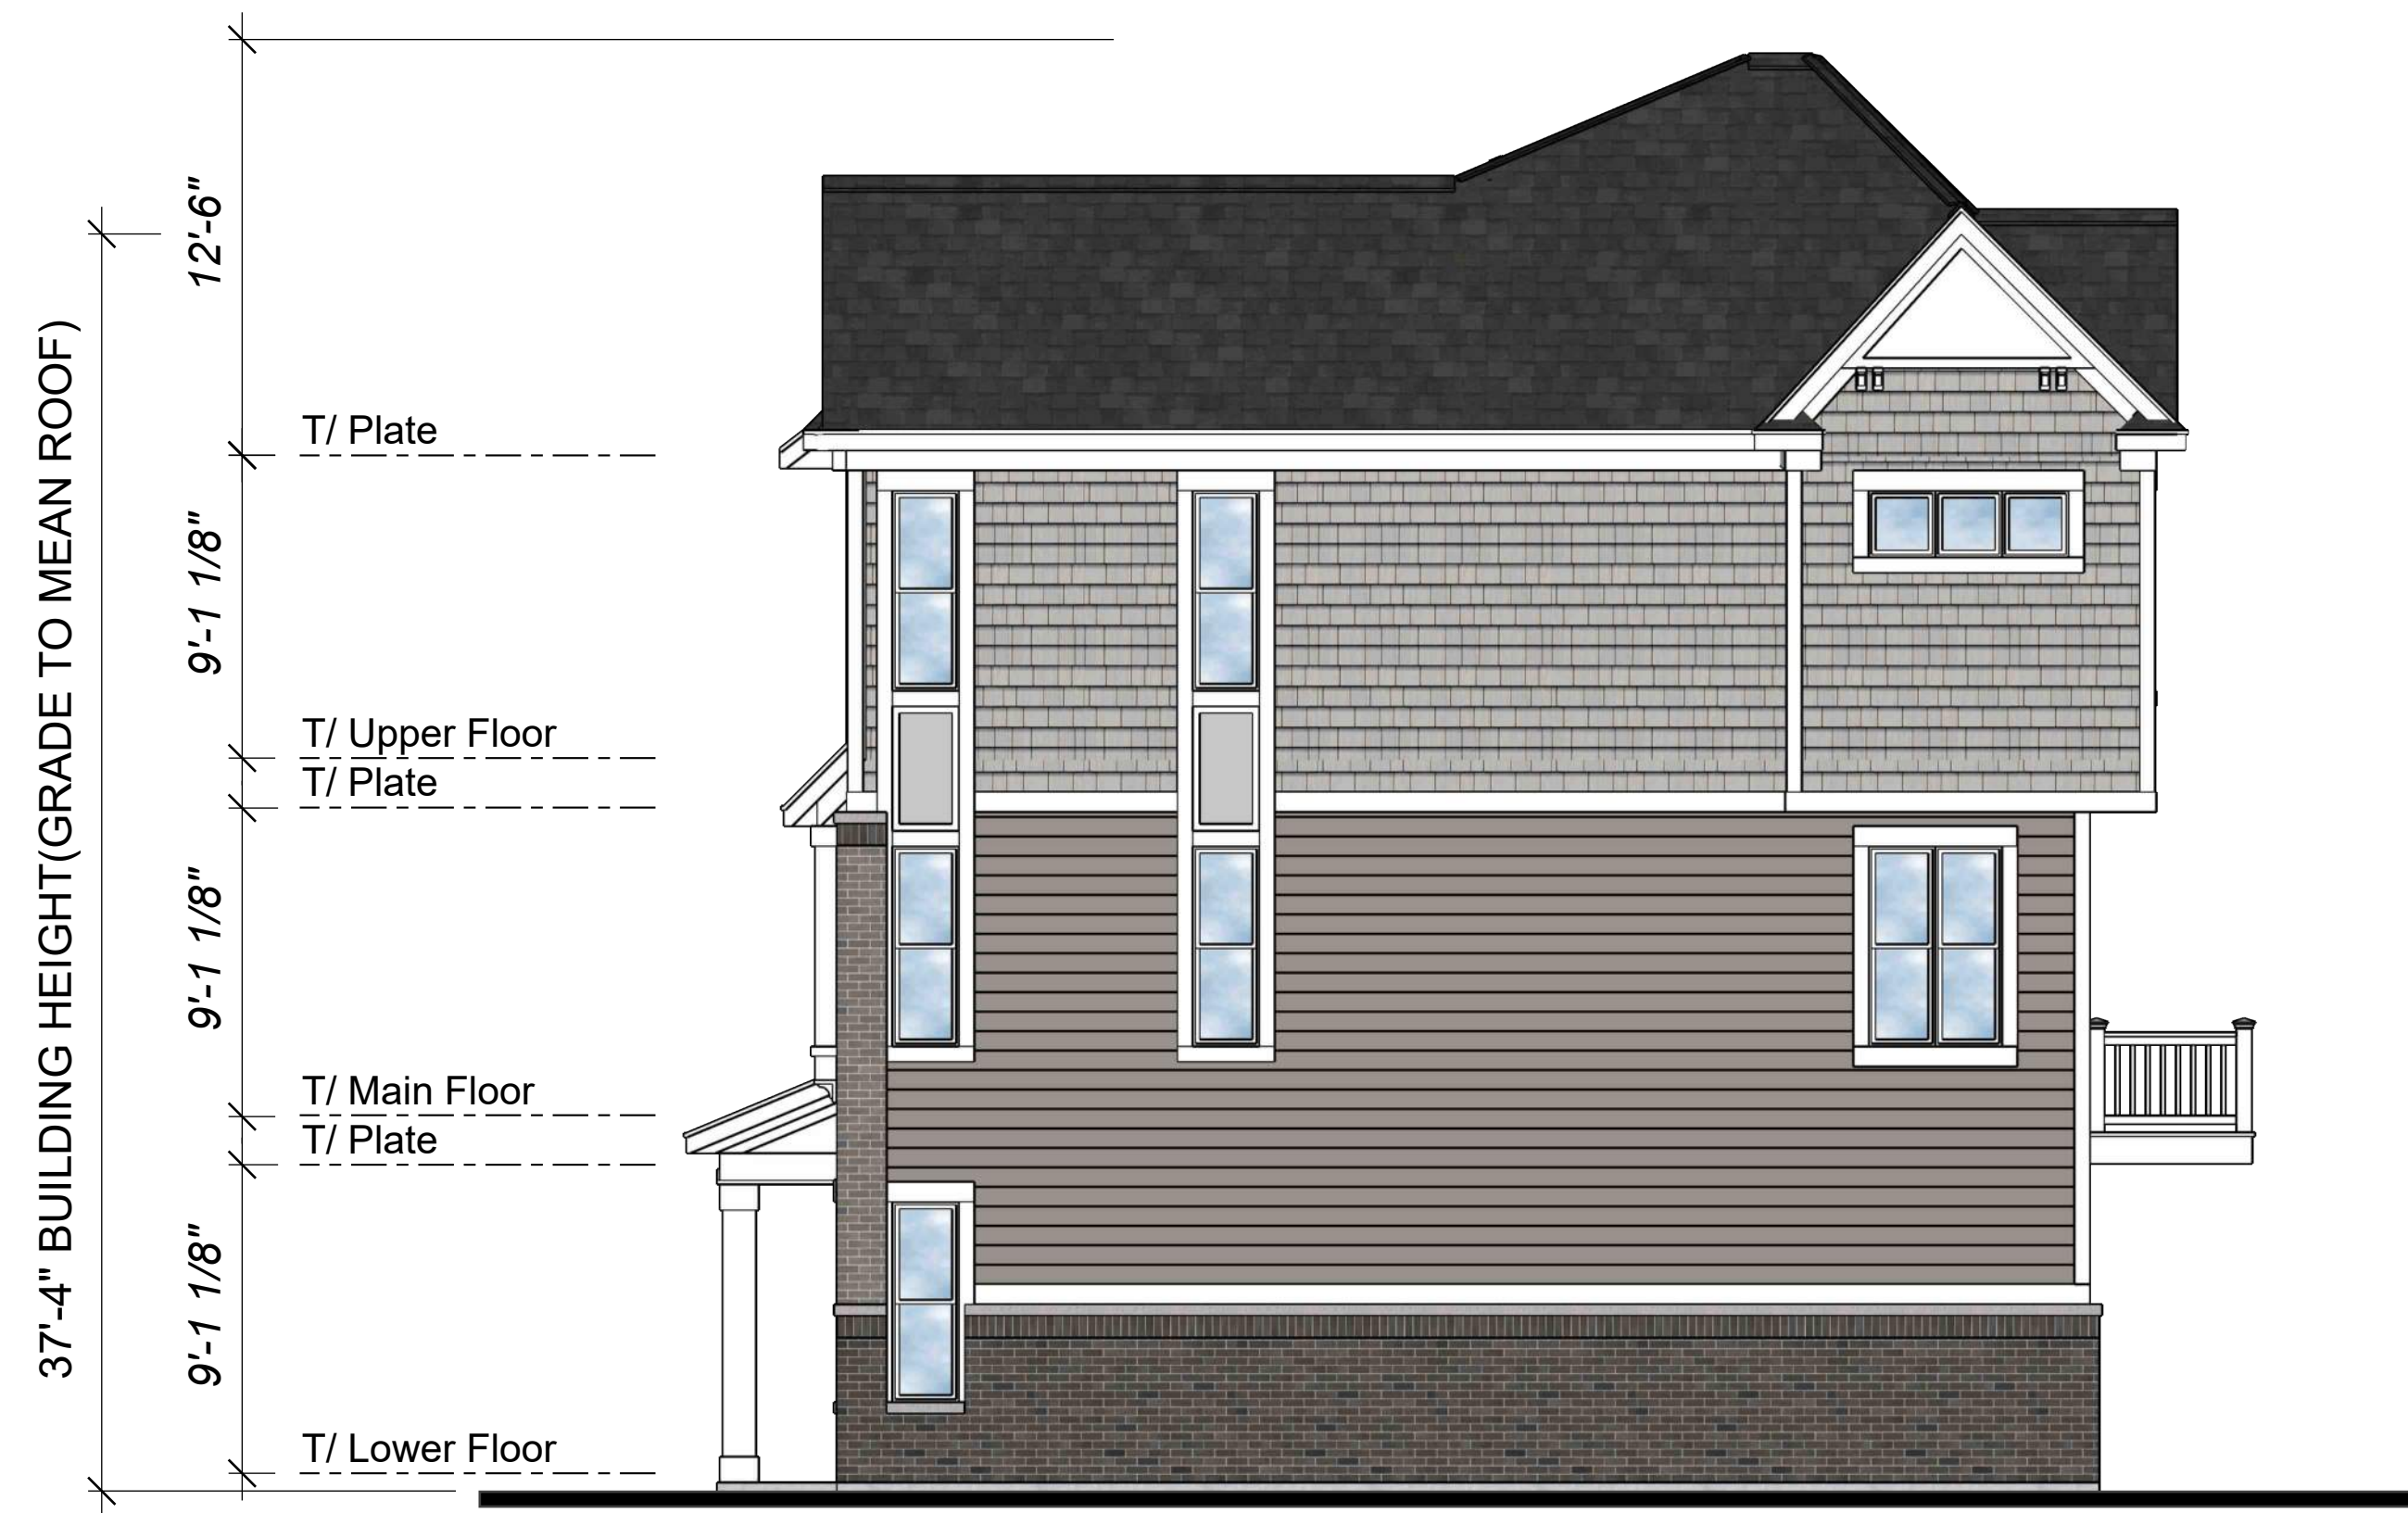 37'-4" BUILDING HEIGHT(GRADE TO MEAN ROOF)
12'-6"
T/ Plate
9'-1 1/8"
T/ Upper Floor
T/ Plate
9'-1 1/8"
T/ Main Floor
T/ Plate
9'-1 1/8"
T/ Lower Floor